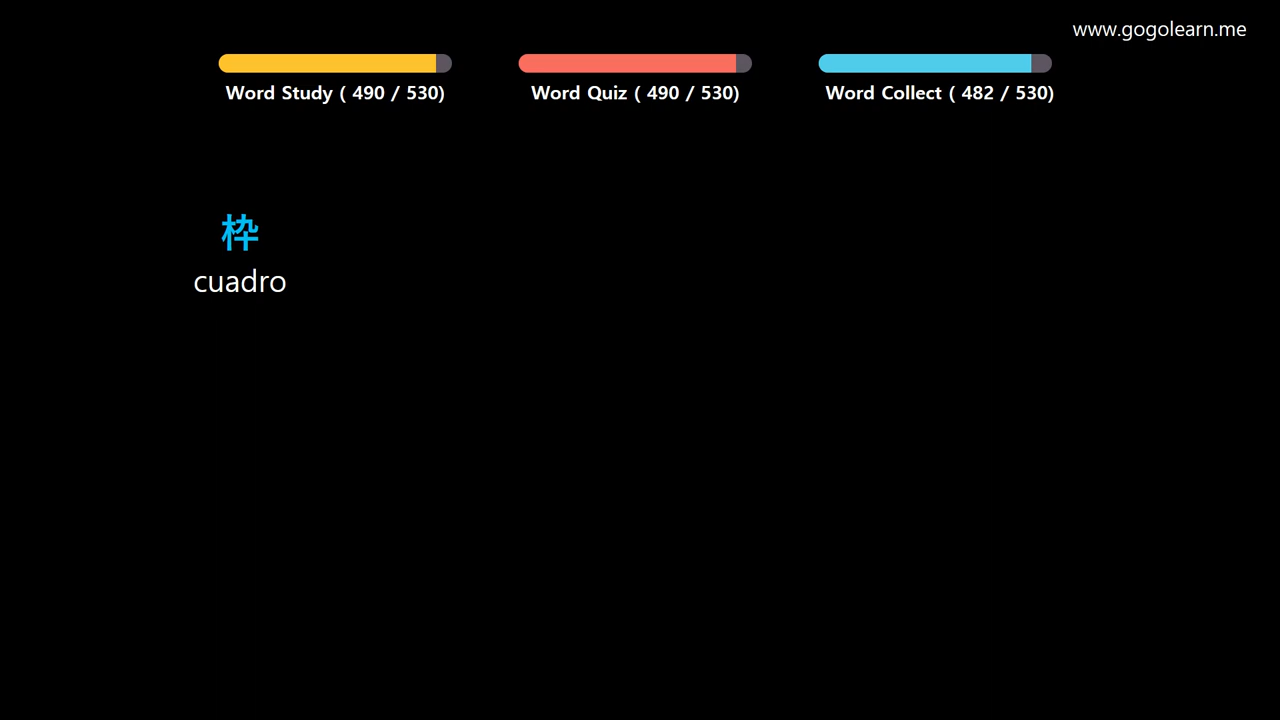 www.gogolearn.me
Word Study ( 490 / 530)
Word Quiz ( 490 / 530)
Word Collect ( 482 / 530)
枠
cuadro